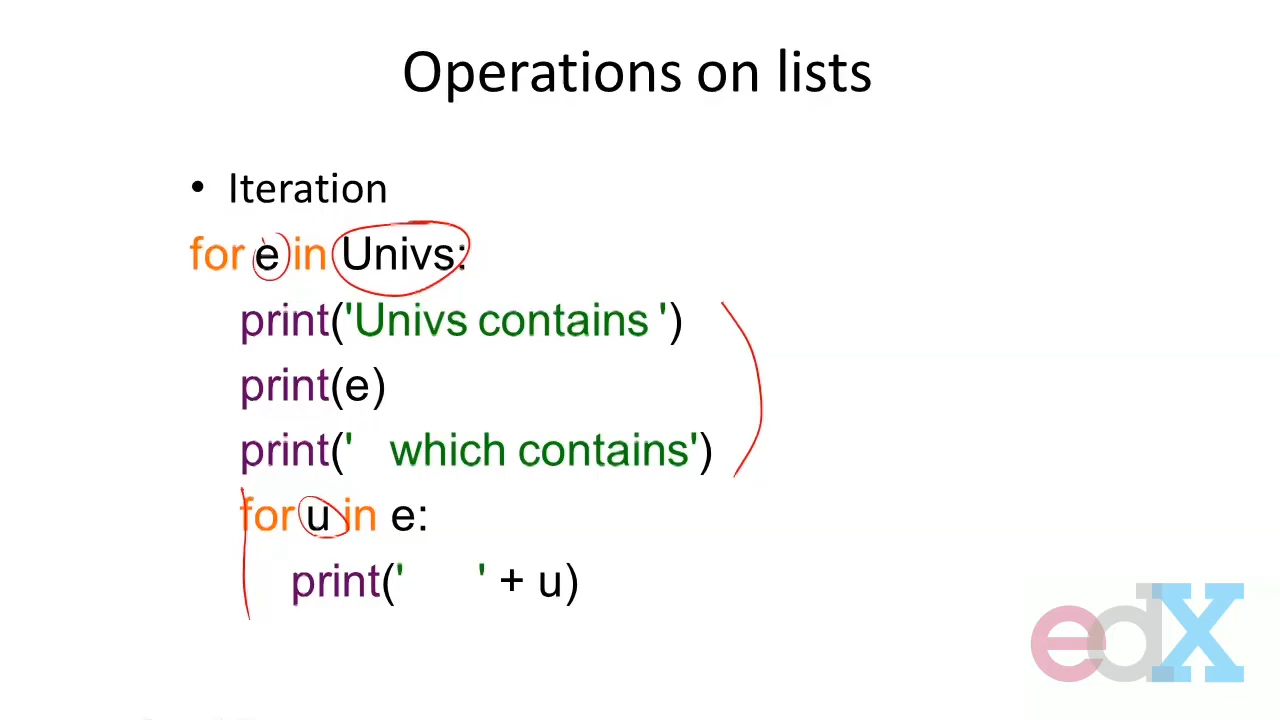 Operations on lists
• Iteration
for e in Univs:
print('Univs contains ')
print(e)
print('   which contains')
for u in e:
print('      ' + u)
edX